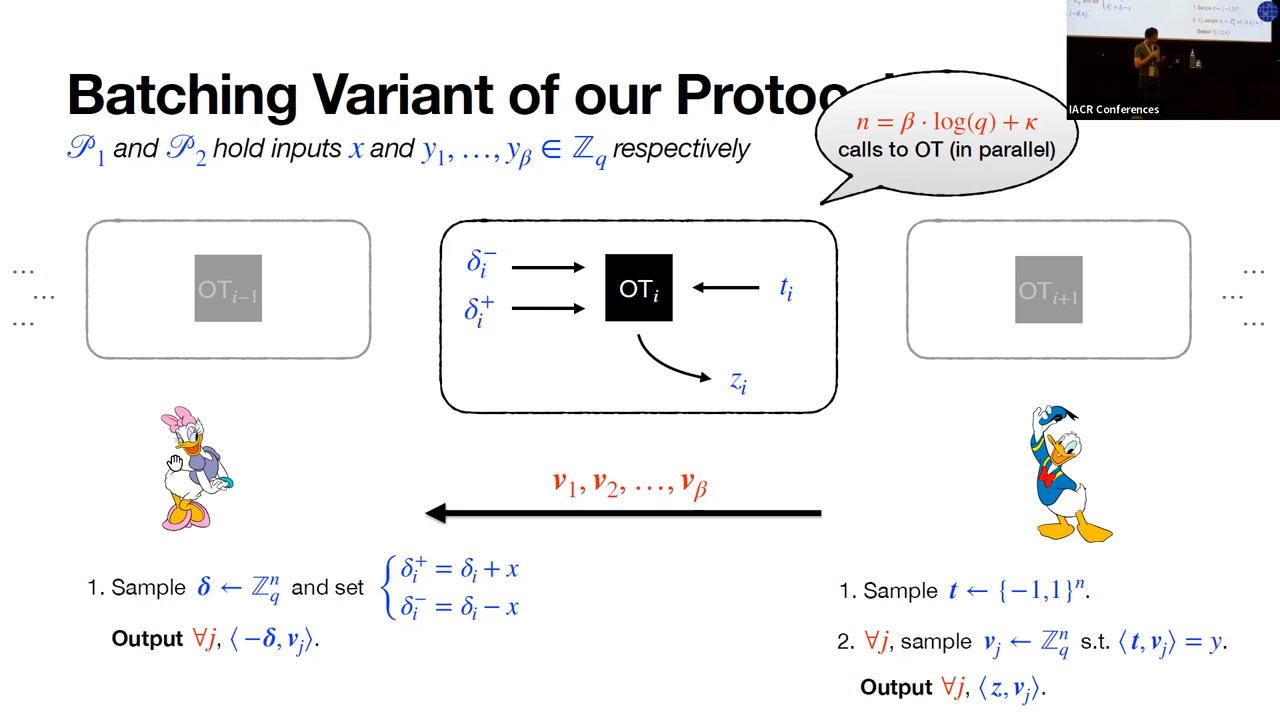 Batching Variant of our Protoco
𝒫₁ and 𝒫₂ hold inputs x and y₁, …, y_β ∈ ℤ_q respectively
n = β · log(q) + κ
calls to OT (in parallel)
IACR Conferences
OT_{i−1}
δ_i^−
δ_i^+
OT_i
t_i
z_i
OT_{i+1}
…
…
…
…
…
…
v₁, v₂, …, v_β
1. Sample δ ← ℤ_q^n and set { δ_i^+ = δ_i + x
δ_i^− = δ_i − x
Output ∀j, ⟨−δ, v_j⟩.
1. Sample t ← {−1,1}^n.
2. ∀j, sample v_j ← ℤ_q^n s.t. ⟨t, v_j⟩ = y.
Output ∀j, ⟨z, v_j⟩.